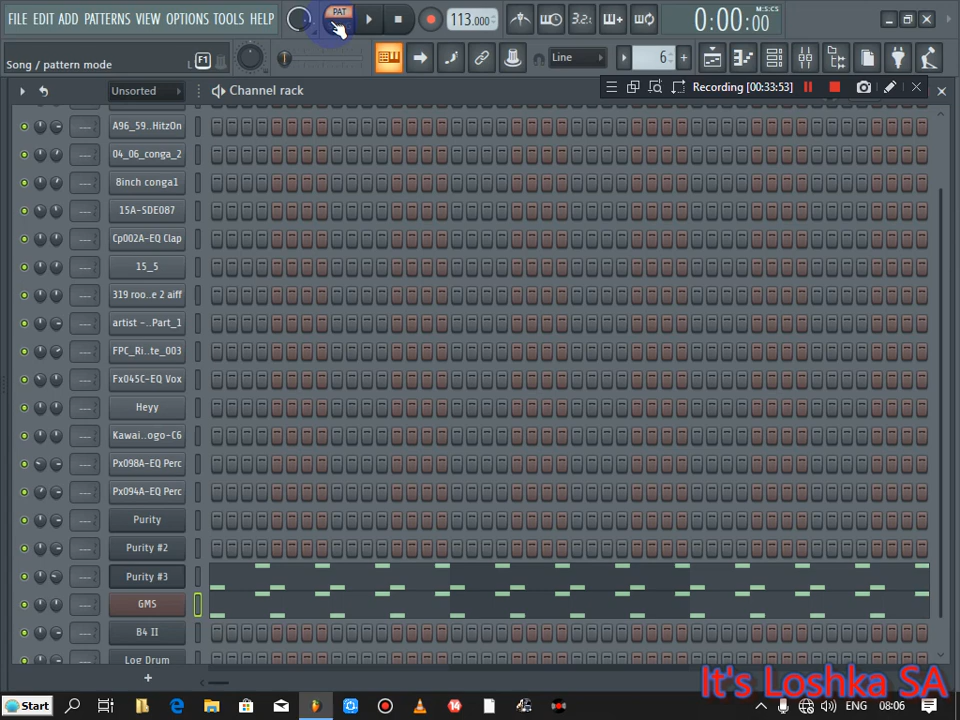 FILE EDIT ADD PATTERNS VIEW OPTIONS TOOLS HELP
PAT
113.000
3.2
0:00:00
M:S:CS
Song / pattern mode
F1
Line
6
Unsorted
Channel rack
Recording [00:33:53]
A96_59..HitzOn
04_06_conga_2
8inch conga1
15A-SDE087
Cp002A-EQ Clap
15_5
319 roo..e 2 aiff
artist -..Part_1
FPC_Ri..te_003
Fx045C-EQ Vox
Heyy
Kawai..ogo-C6
Px098A-EQ Perc
Px094A-EQ Perc
Purity
Purity #2
Purity #3
GMS
B4 II
Log Drum
It's Loshka SA
Start
14
ENG
08:06